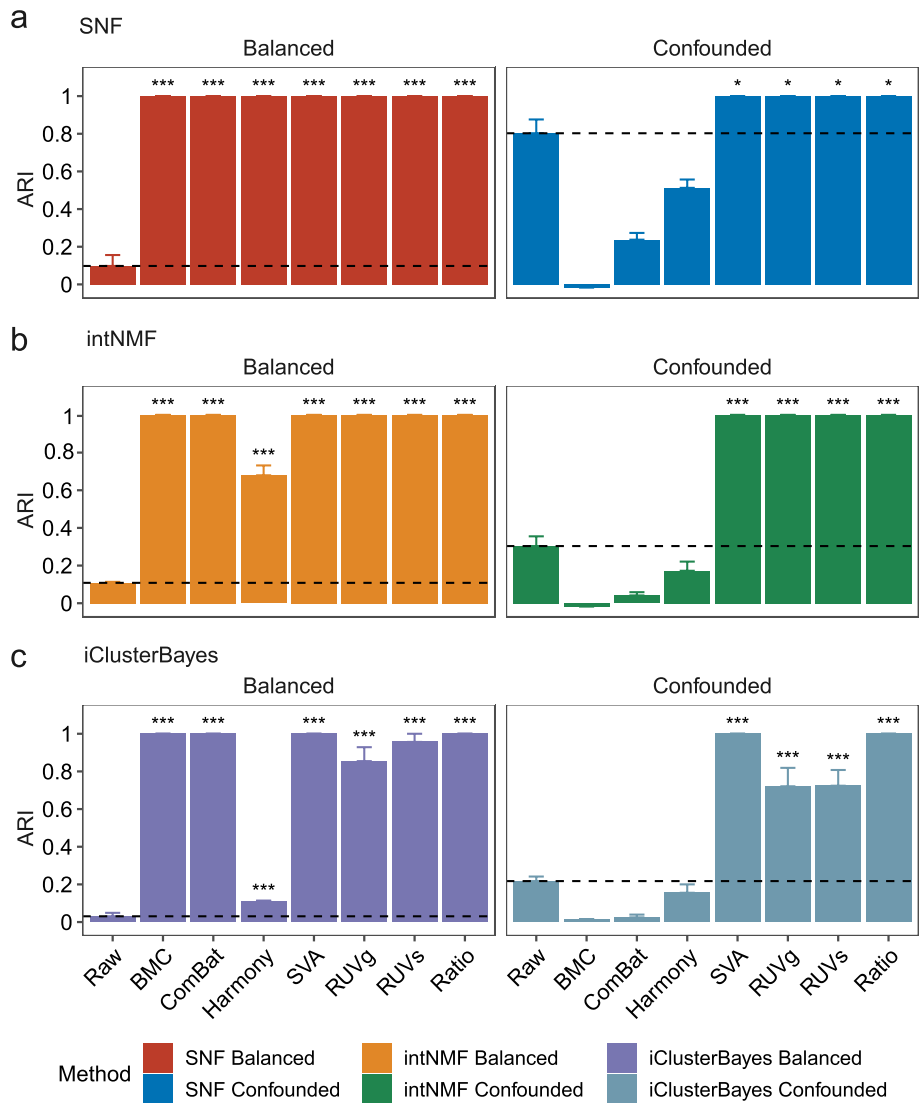 a
SNF
Balanced
Confounded
*** *** *** *** *** *** ***
* * * *
1
0.8
0.6
0.4
0.2
0
ARI
b
intNMF
Balanced
Confounded
*** *** *** *** *** *** ***
*** *** *** ***
1
0.8
0.6
0.4
0.2
0
ARI
c
iClusterBayes
Balanced
Confounded
*** *** *** *** *** *** ***
*** *** *** ***
1
0.8
0.6
0.4
0.2
0
ARI
Raw BMC ComBat Harmony SVA RUVg RUVs Ratio
Raw BMC ComBat Harmony SVA RUVg RUVs Ratio
Method
SNF Balanced
intNMF Balanced
iClusterBayes Balanced
SNF Confounded
intNMF Confounded
iClusterBayes Confounded